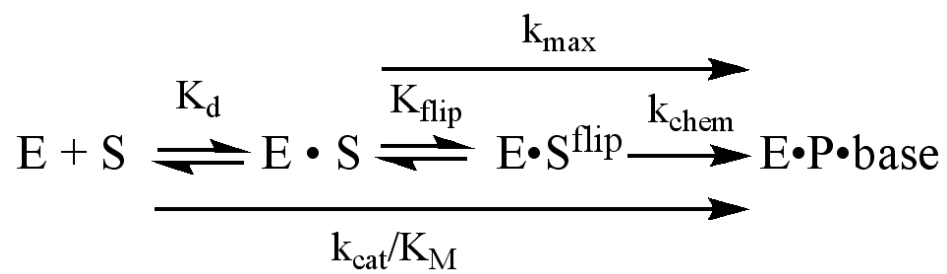 k_max
K_d K_flip k_chem
E + S E • S E•S^flip E•P•base
k_cat/K_M